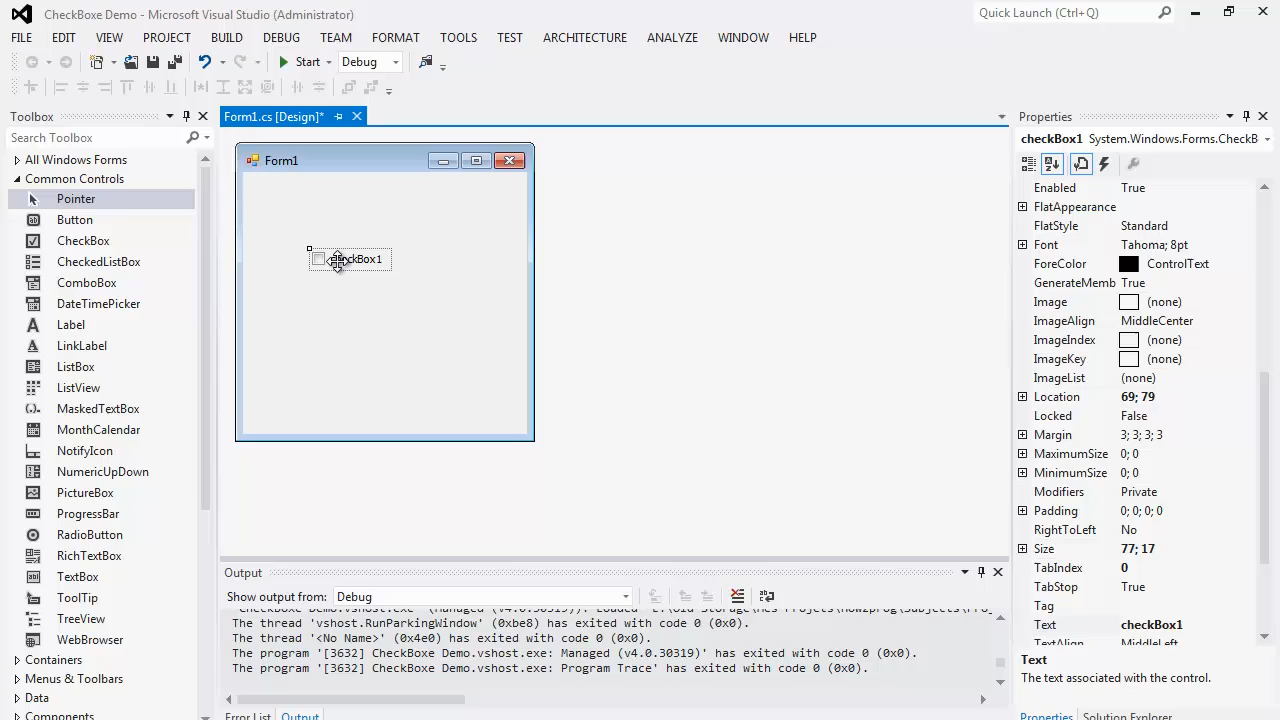 CheckBoxe Demo - Microsoft Visual Studio (Administrator)
Quick Launch (Ctrl+Q)
FILE EDIT VIEW PROJECT BUILD DEBUG TEAM FORMAT TOOLS TEST ARCHITECTURE ANALYZE WINDOW HELP
Start Debug
Toolbox
Search Toolbox
All Windows Forms
Common Controls
Pointer
Button
CheckBox
CheckedListBox
ComboBox
DateTimePicker
Label
LinkLabel
ListBox
ListView
MaskedTextBox
MonthCalendar
NotifyIcon
NumericUpDown
PictureBox
ProgressBar
RadioButton
RichTextBox
TextBox
ToolTip
TreeView
WebBrowser
Containers
Menus & Toolbars
Data
Components
Form1.cs [Design]*
Form1
Output
Show output from: Debug
The thread 'vshost.RunParkingWindow' (0xbe8) has exited with code 0 (0x0).
The thread '<No Name>' (0x4e0) has exited with code 0 (0x0).
The program '[3632] CheckBoxe Demo.vshost.exe: Managed (v4.0.30319)' has exited with code 0 (0x0).
The program '[3632] CheckBoxe Demo.vshost.exe: Program Trace' has exited with code 0 (0x0).
Error List Output
Properties
checkBox1 System.Windows.Forms.CheckB
Enabled True
FlatAppearance
FlatStyle Standard
Font Tahoma; 8pt
ForeColor ControlText
GenerateMemb True
Image (none)
ImageAlign MiddleCenter
ImageIndex (none)
ImageKey (none)
ImageList (none)
Location 69; 79
Locked False
Margin 3; 3; 3; 3
MaximumSize 0; 0
MinimumSize 0; 0
Modifiers Private
Padding 0; 0; 0; 0
RightToLeft No
Size 77; 17
TabIndex 0
TabStop True
Tag
Text checkBox1
TextAlign MiddleLeft
Text
The text associated with the control.
Properties Solution Explorer